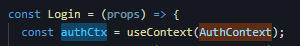 const Login = (props) => {
const authCtx = useContext(AuthContext);